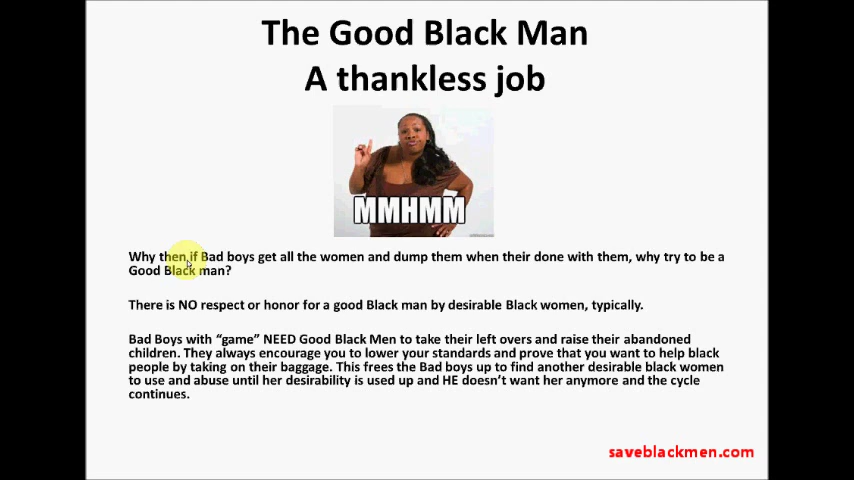 The Good Black Man
A thankless job
MMHMM
Why then if Bad boys get all the women and dump them when their done with them, why try to be a
Good Black man?
There is NO respect or honor for a good Black man by desirable Black women, typically.
Bad Boys with “game” NEED Good Black Men to take their left overs and raise their abandoned
children. They always encourage you to lower your standards and prove that you want to help black
people by taking on their baggage. This frees the Bad boys up to find another desirable black women
to use and abuse until her desirability is used up and HE doesn’t want her anymore and the cycle
continues.
saveblackmen.com